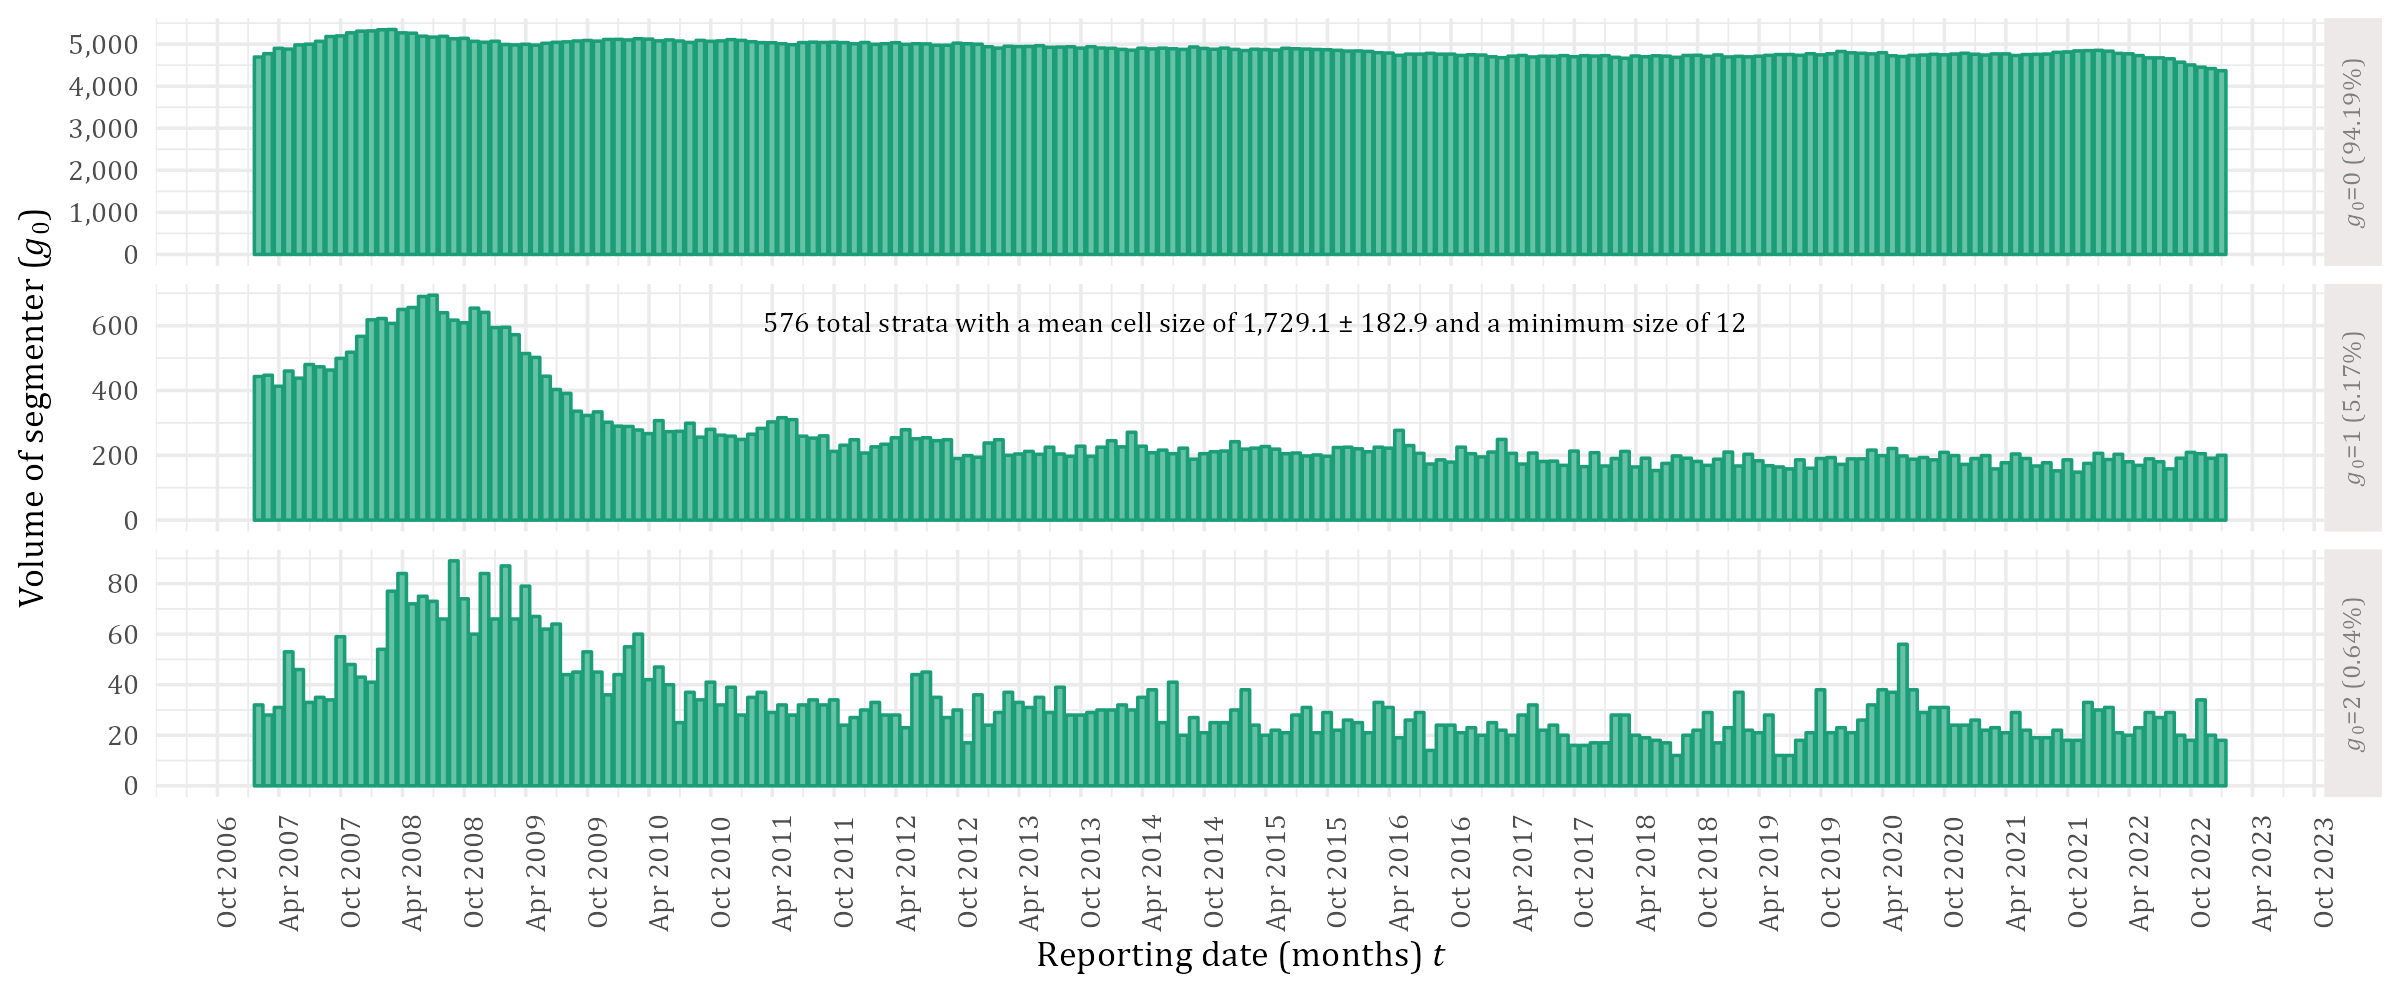 Volume of segmenter (g₀)
5,000
4,000
3,000
2,000
1,000
0
g₀=0 (94.19%)
576 total strata with a mean cell size of 1,729.1 ± 182.9 and a minimum size of 12
600
400
200
0
g₀=1 (5.17%)
80
60
40
20
0
g₀=2 (0.64%)
Oct 2006
Apr 2007
Oct 2007
Apr 2008
Oct 2008
Apr 2009
Oct 2009
Apr 2010
Oct 2010
Apr 2011
Oct 2011
Apr 2012
Oct 2012
Apr 2013
Oct 2013
Apr 2014
Oct 2014
Apr 2015
Oct 2015
Apr 2016
Oct 2016
Apr 2017
Oct 2017
Apr 2018
Oct 2018
Apr 2019
Oct 2019
Apr 2020
Oct 2020
Apr 2021
Oct 2021
Apr 2022
Oct 2022
Apr 2023
Oct 2023
Reporting date (months) t